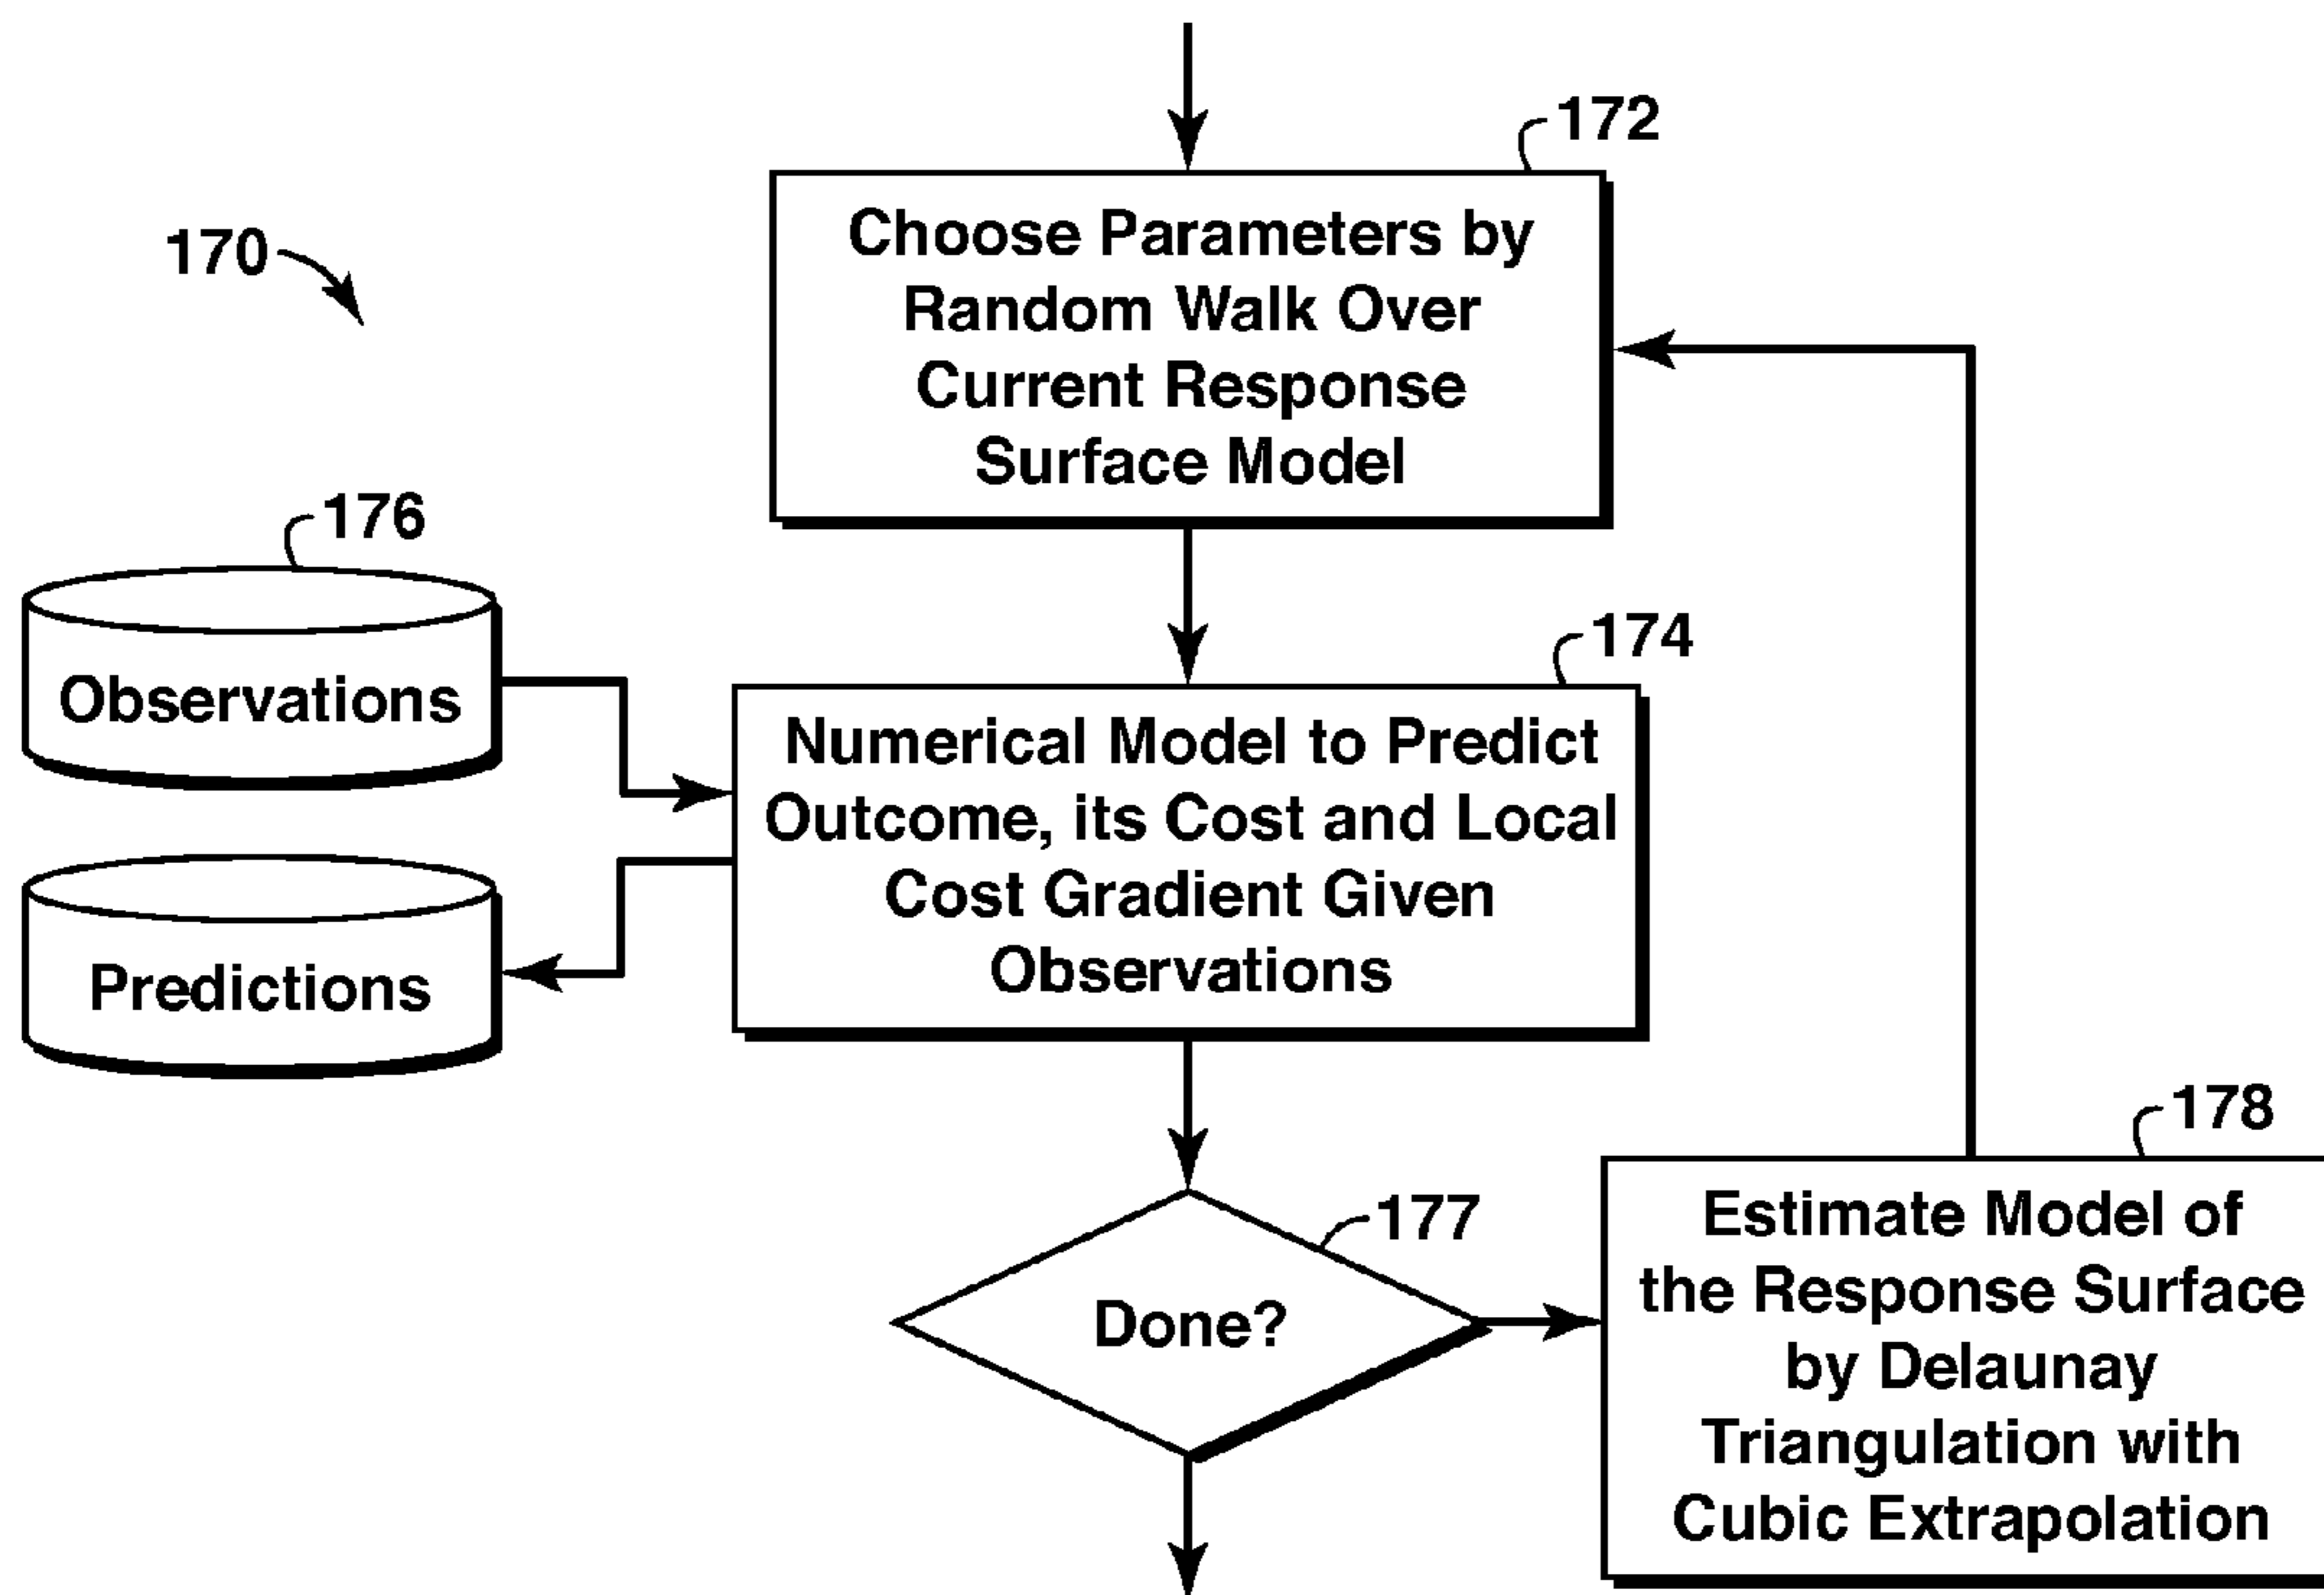 172
Choose Parameters by
Random Walk Over
Current Response
Surface Model
170
176
Observations
174
Numerical Model to Predict
Outcome, its Cost and Local
Cost Gradient Given
Observations
Predictions
177
Done?
178
Estimate Model of
the Response Surface
by Delaunay
Triangulation with
Cubic Extrapolation